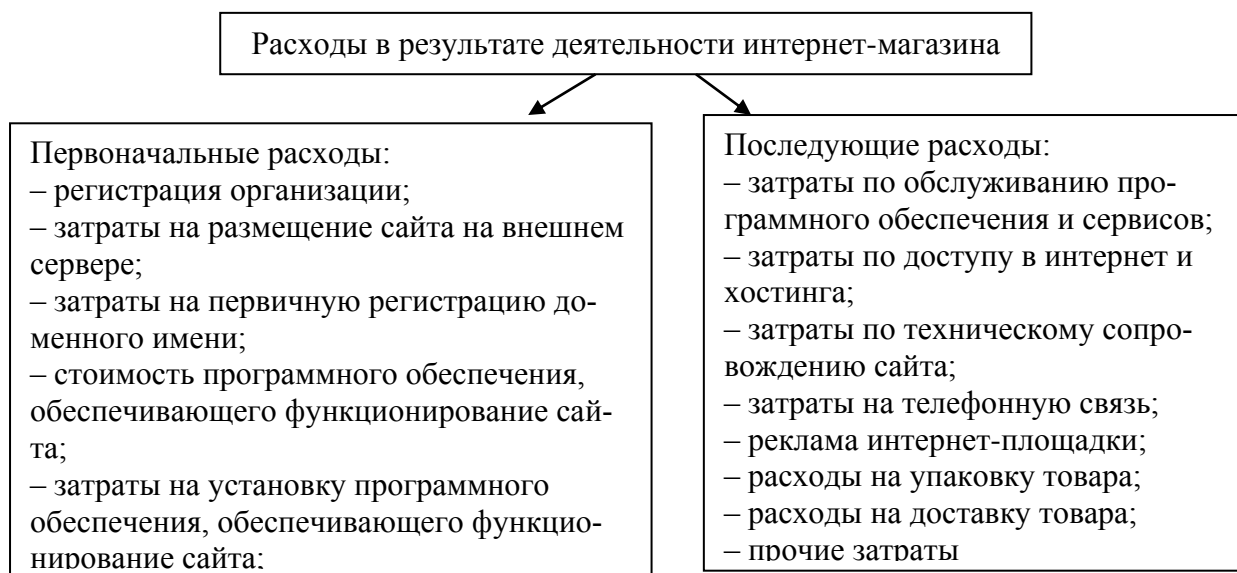 Расходы в результате деятельности интернет-магазина
Первоначальные расходы:
– регистрация организации;
– затраты на размещение сайта на внешнем
сервере;
– затраты на первичную регистрацию до-
менного имени;
– стоимость программного обеспечения,
обеспечивающего функционирование сай-
та;
– затраты на установку программного
обеспечения, обеспечивающего функцио-
нирование сайта;
Последующие расходы:
– затраты по обслуживанию про-
граммного обеспечения и сервисов;
– затраты по доступу в интернет и
хостинга;
– затраты по техническому сопро-
вождению сайта;
– затраты на телефонную связь;
– реклама интернет-площадки;
– расходы на упаковку товара;
– расходы на доставку товара;
– прочие затраты